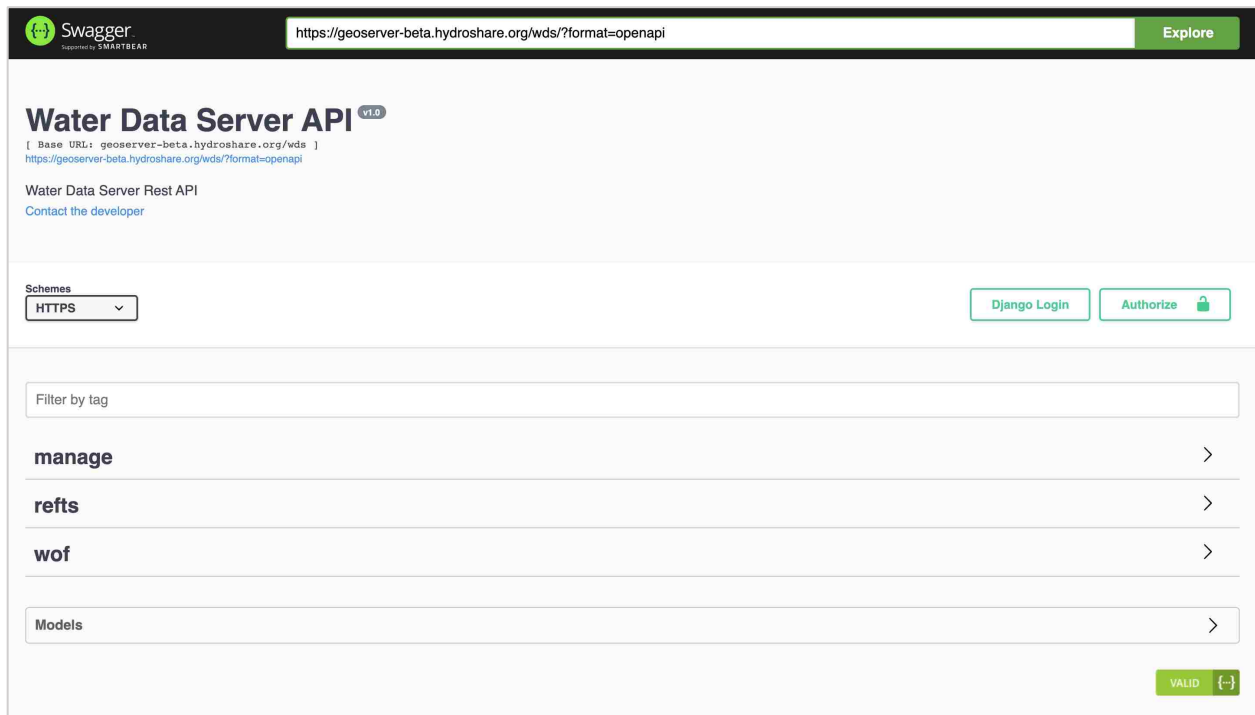 {···} Swagger.
Supported by SMARTBEAR
https://geoserver-beta.hydroshare.org/wds/?format=openapi
Explore
Water Data Server API v1.0
[ Base URL: geoserver-beta.hydroshare.org/wds ]
https://geoserver-beta.hydroshare.org/wds/?format=openapi
Water Data Server Rest API
Contact the developer
Schemes
HTTPS
Django Login
Authorize
Filter by tag
manage
refts
wof
Models
VALID {···}